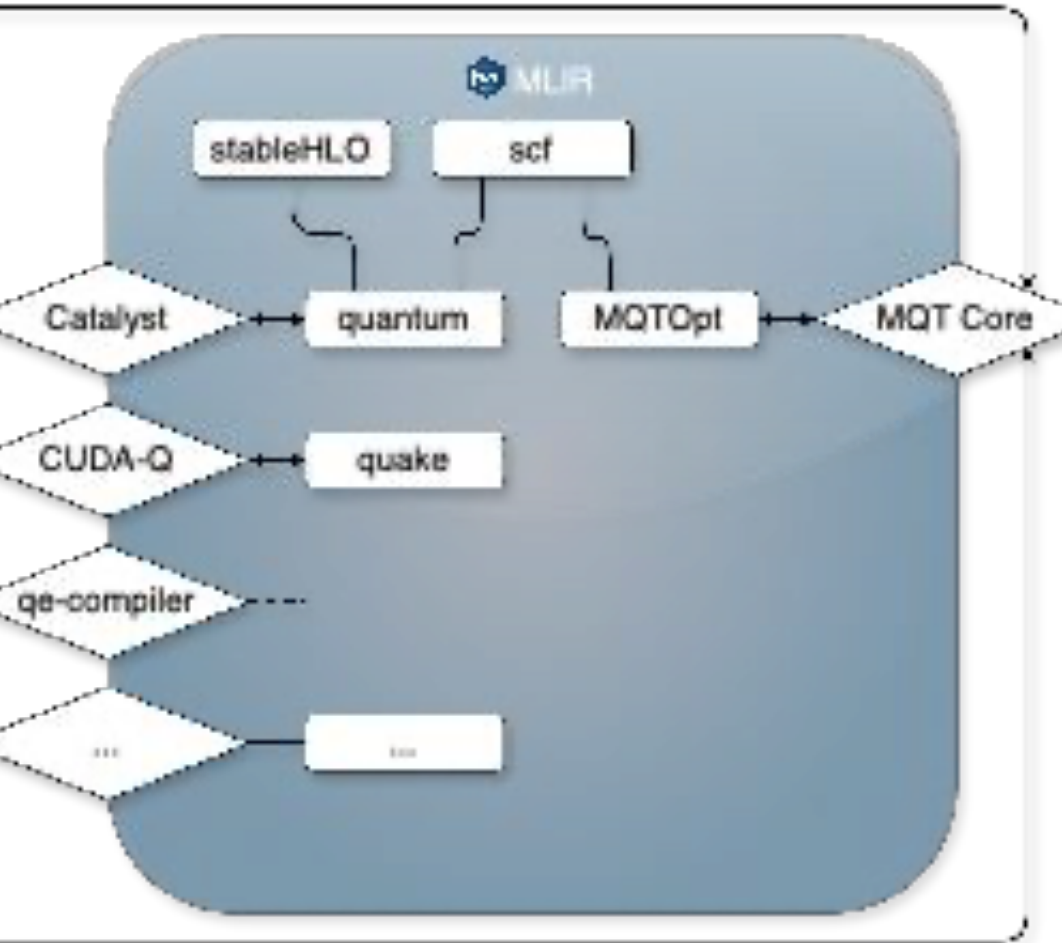 MLIR
stableHLO
scf
Catalyst
quantum
MQTOpt
MQT Core
CUDA-Q
quake
qe-compiler
...
...